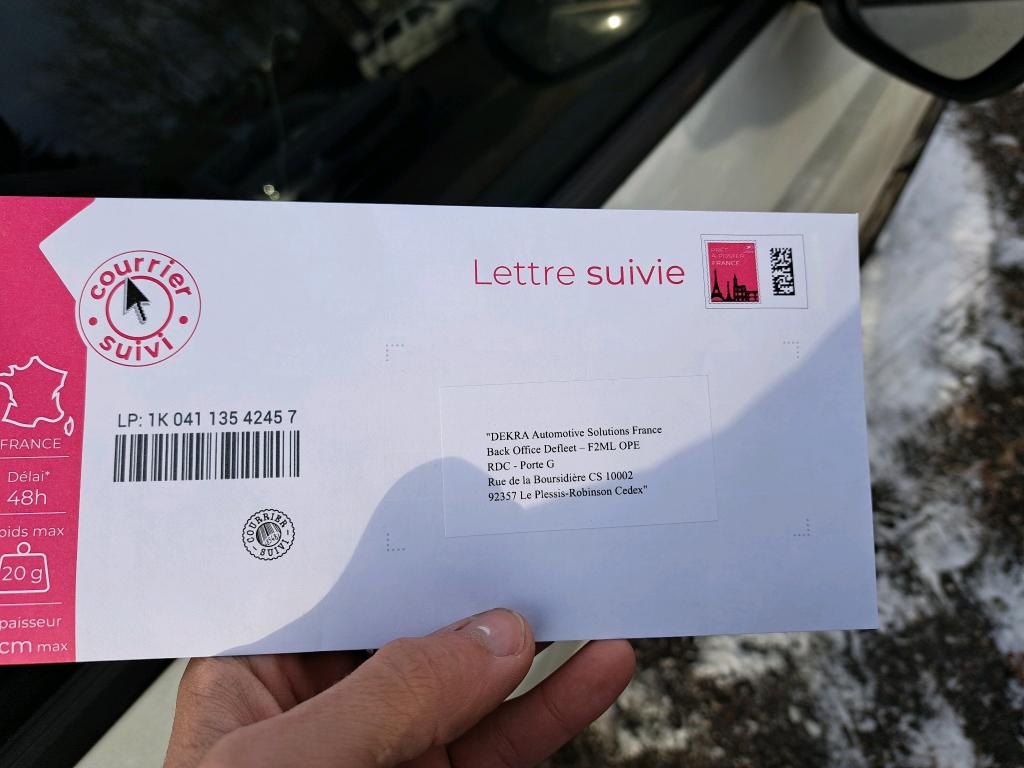 courrier
suivi
Lettre suivie
PRÊT
À POSTER
FRANCE
LP: 1K 041 135 4245 7
COURRIER
SUIVI
"DEKRA Automotive Solutions France
Back Office Defleet – F2ML OPE
RDC - Porte G
Rue de la Boursidière CS 10002
92357 Le Plessis-Robinson Cedex"
FRANCE
Délai*
48h
oids max
20 g
paisseur
cm max